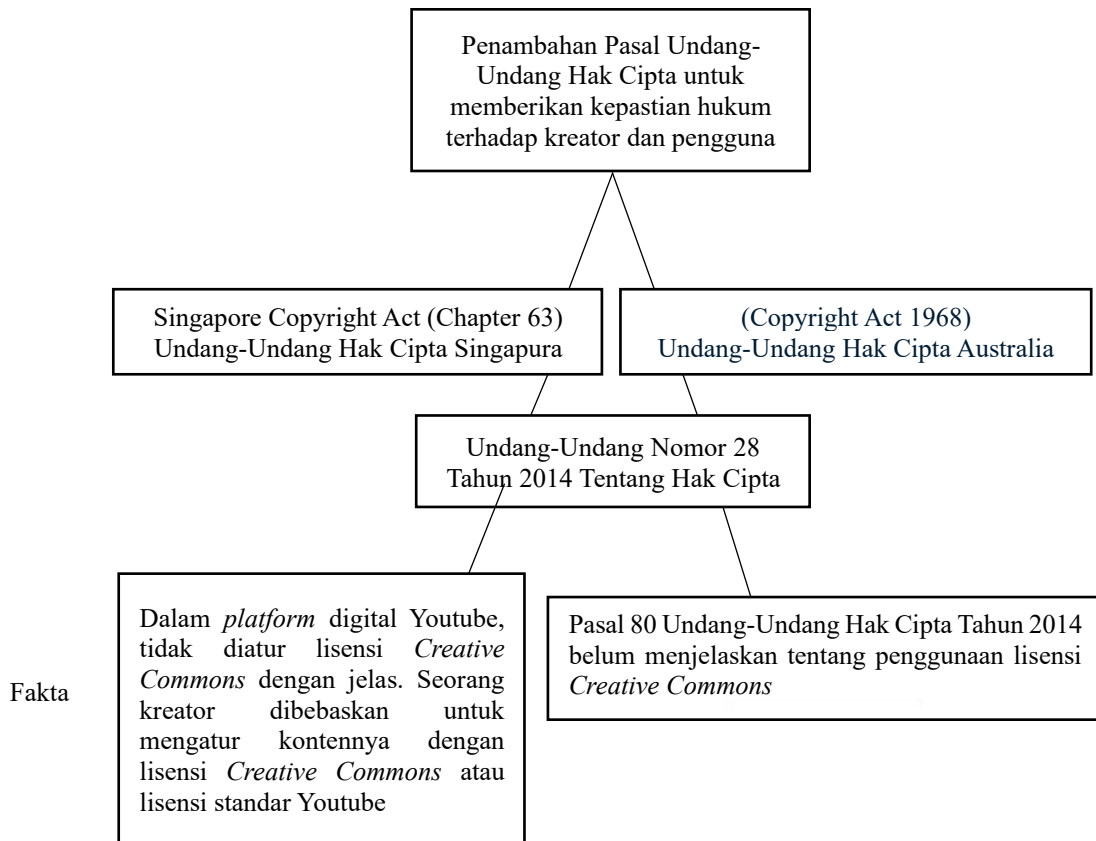 Penambahan Pasal Undang-
Undang Hak Cipta untuk
memberikan kepastian hukum
terhadap kreator dan pengguna
Singapore Copyright Act (Chapter 63)
Undang-Undang Hak Cipta Singapura
(Copyright Act 1968)
Undang-Undang Hak Cipta Australia
Undang-Undang Nomor 28
Tahun 2014 Tentang Hak Cipta
Fakta
Dalam platform digital Youtube,
tidak diatur lisensi Creative
Commons dengan jelas. Seorang
kreator dibebaskan untuk
mengatur kontennya dengan
lisensi Creative Commons atau
lisensi standar Youtube
Pasal 80 Undang-Undang Hak Cipta Tahun 2014
belum menjelaskan tentang penggunaan lisensi
Creative Commons